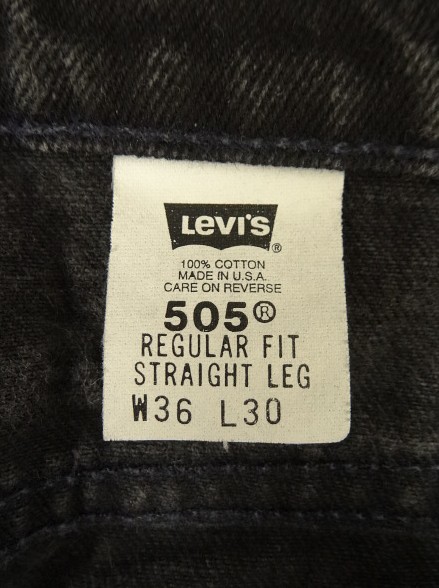 LEVI'S®
100% COTTON
MADE IN U.S.A.
CARE ON REVERSE
505®
REGULAR FIT
STRAIGHT LEG
W36 L30